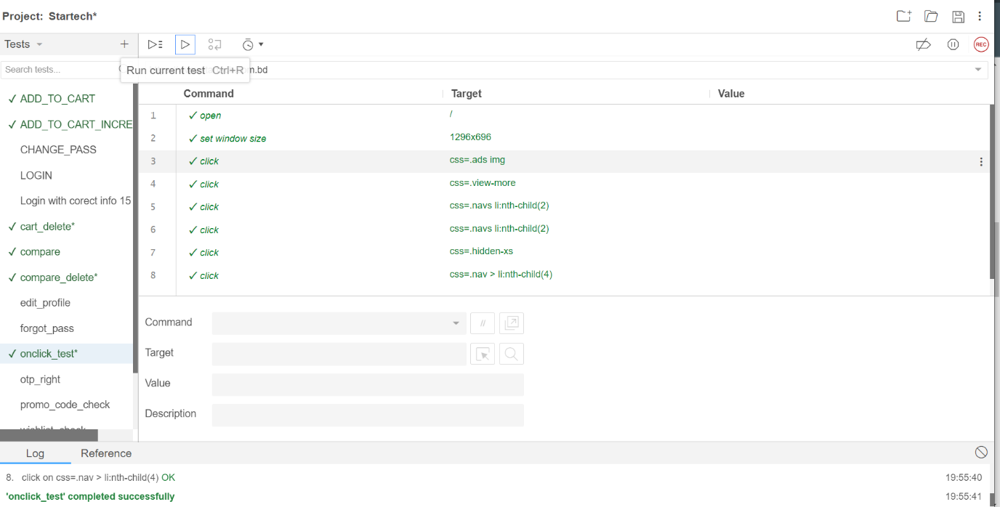 Project: Startech*
Tests
Search tests...
Run current test Ctrl+R
m.bd
REC
Command Target Value
ADD_TO_CART
ADD_TO_CART_INCRE
CHANGE_PASS
LOGIN
Login with corect info 15
cart_delete*
compare
compare_delete*
edit_profile
forgot_pass
onclick_test*
otp_right
promo_code_check
wishlist_check
1 open /
2 set window size 1296x696
3 click css=.ads img
4 click css=.view-more
5 click css=.navs li:nth-child(2)
6 click css=.navs li:nth-child(2)
7 click css=.hidden-xs
8 click css=.nav > li:nth-child(4)
Command //
Target
Value
Description
Log Reference
8. click on css=.nav > li:nth-child(4) OK 19:55:40
'onclick_test' completed successfully 19:55:41